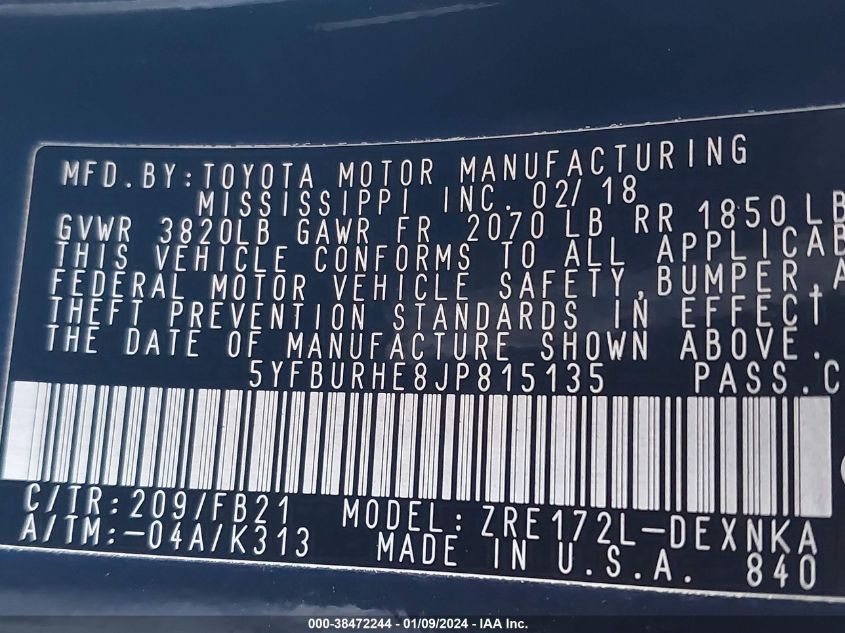 MFD.BY:TOYOTA MOTOR MANUFACTURING
MISSISSIPPI INC. 02/ 18
GVWR 3820LB GAWR FR 2070 LB RR 1850 LB
THIS VEHICLE CONFORMS TO ALL APPLICAB
FEDERAL MOTOR VEHICLE SAFETY,BUMPER,A
THEFT PREVENTION STANDARDS IN EFFECT
THE DATE OF MANUFACTURE SHOWN ABOVE.
5YFBURHE8JP815135 PASS.C
C/TR:209/FB21 MODEL:ZRE172L-DEXNKA
A/TM:-04A/K313 MADE IN U.S.A. 840
000-38472244 - 01/09/2024 - IAA Inc.